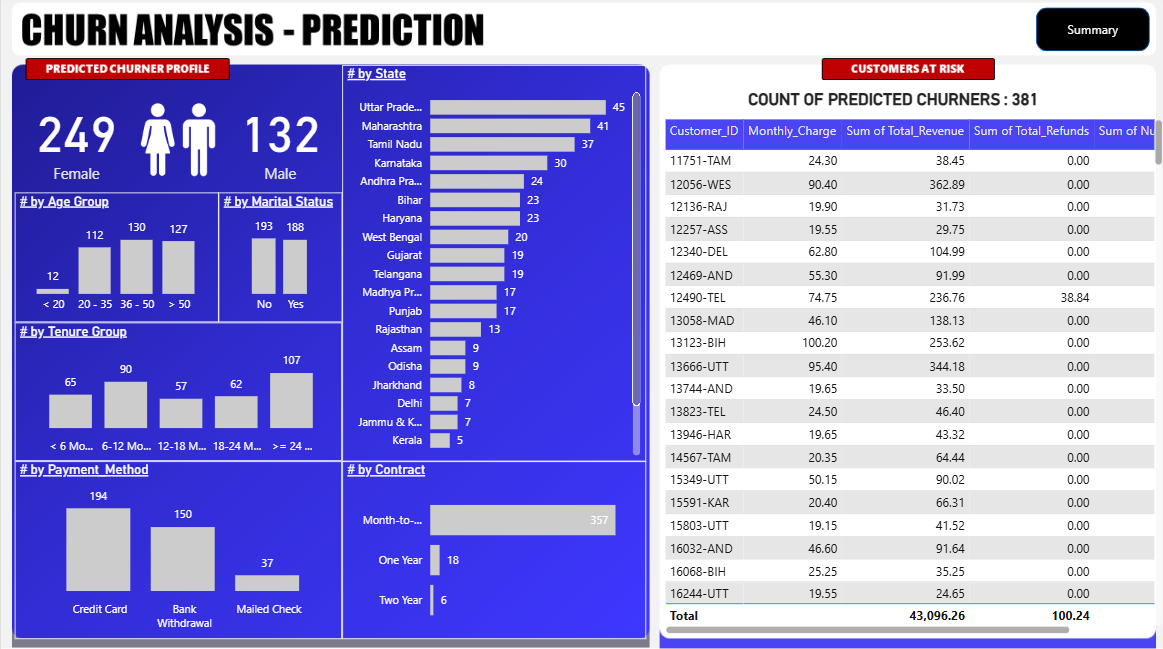 CHURN ANALYSIS - PREDICTION
Summary
PREDICTED CHURNER PROFILE
249
Female
132
Male
# by Age Group
12
112
130
127
< 20
20 - 35
36 - 50
> 50
# by Marital Status
193
188
No
Yes
# by Tenure Group
65
90
57
62
107
< 6 Mo...
6-12 Mo...
12-18 M...
18-24 M...
>= 24 ...
# by Payment_Method
194
150
37
Credit Card
Bank
Withdrawal
Mailed Check
# by State
Uttar Prade... 45
Maharashtra 41
Tamil Nadu 37
Karnataka 30
Andhra Pra... 24
Bihar 23
Haryana 23
West Bengal 20
Gujarat 19
Telangana 19
Madhya Pr... 17
Punjab 17
Rajasthan 13
Assam 9
Odisha 9
Jharkhand 8
Delhi 7
Jammu & K... 7
Kerala 5
# by Contract
Month-to-... 357
One Year 18
Two Year 6
CUSTOMERS AT RISK
COUNT OF PREDICTED CHURNERS : 381
Customer_ID Monthly_Charge Sum of Total_Revenue Sum of Total_Refunds Sum of Nu
11751-TAM 24.30 38.45 0.00
12056-WES 90.40 362.89 0.00
12136-RAJ 19.90 31.73 0.00
12257-ASS 19.55 29.75 0.00
12340-DEL 62.80 104.99 0.00
12469-AND 55.30 91.99 0.00
12490-TEL 74.75 236.76 38.84
13058-MAD 46.10 138.13 0.00
13123-BIH 100.20 253.62 0.00
13666-UTT 95.40 344.18 0.00
13744-AND 19.65 33.50 0.00
13823-TEL 24.50 46.40 0.00
13946-HAR 19.65 43.32 0.00
14567-TAM 20.35 64.44 0.00
15349-UTT 50.15 90.02 0.00
15591-KAR 20.40 66.31 0.00
15803-UTT 19.15 41.52 0.00
16032-AND 46.60 91.64 0.00
16068-BIH 25.25 35.25 0.00
16244-UTT 19.55 24.65 0.00
Total 43,096.26 100.24